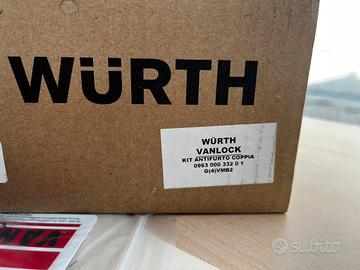 WÜRTH
WÜRTH
VANLOCK
KIT ANTIFURTO COPPIA
0963 000 332 0 1
G(4)VMB2
subito